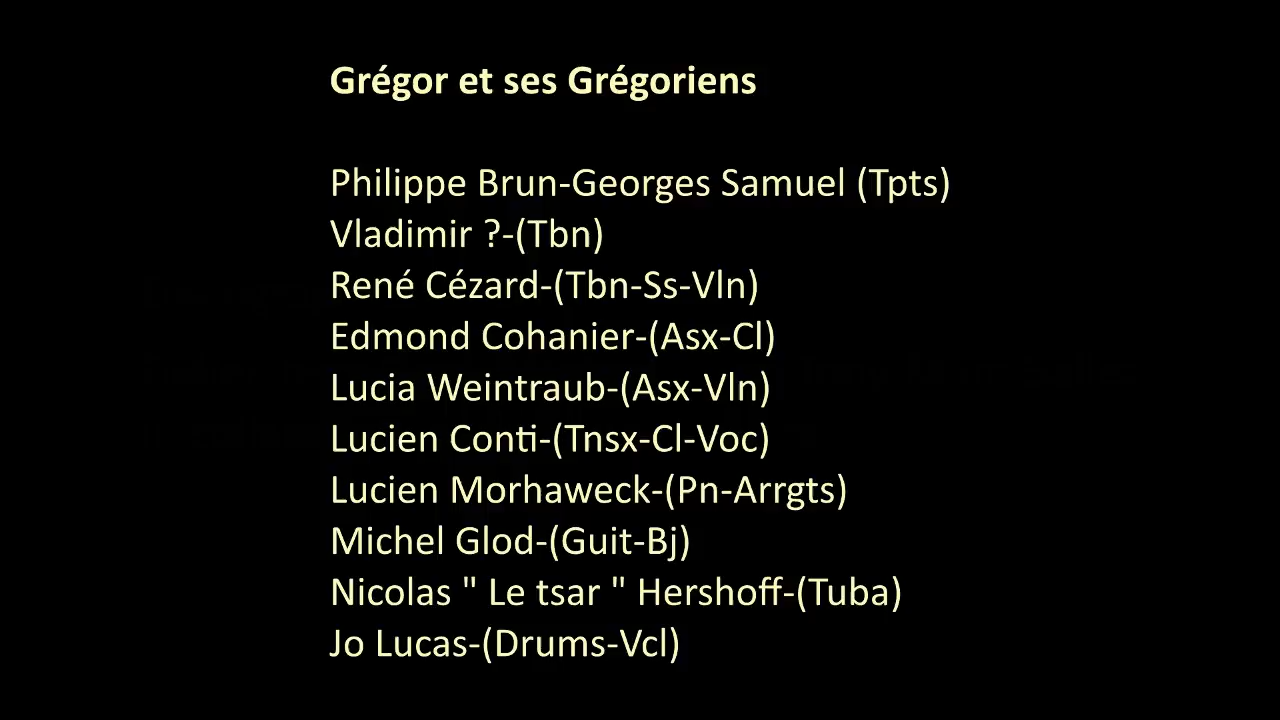 Grégor et ses Grégoriens
Philippe Brun-Georges Samuel (Tpts)
Vladimir ?-(Tbn)
René Cézard-(Tbn-Ss-Vln)
Edmond Cohanier-(Asx-Cl)
Lucia Weintraub-(Asx-Vln)
Lucien Conti-(Tnsx-Cl-Voc)
Lucien Morhaweck-(Pn-Arrgts)
Michel Glod-(Guit-Bj)
Nicolas " Le tsar " Hershoff-(Tuba)
Jo Lucas-(Drums-Vcl)